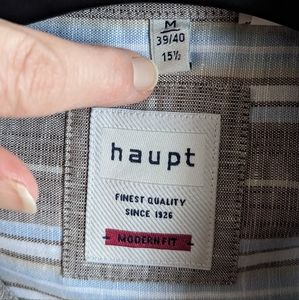 M
39/40
15½
haupt
FINEST QUALITY
SINCE 1926
MODERN FIT